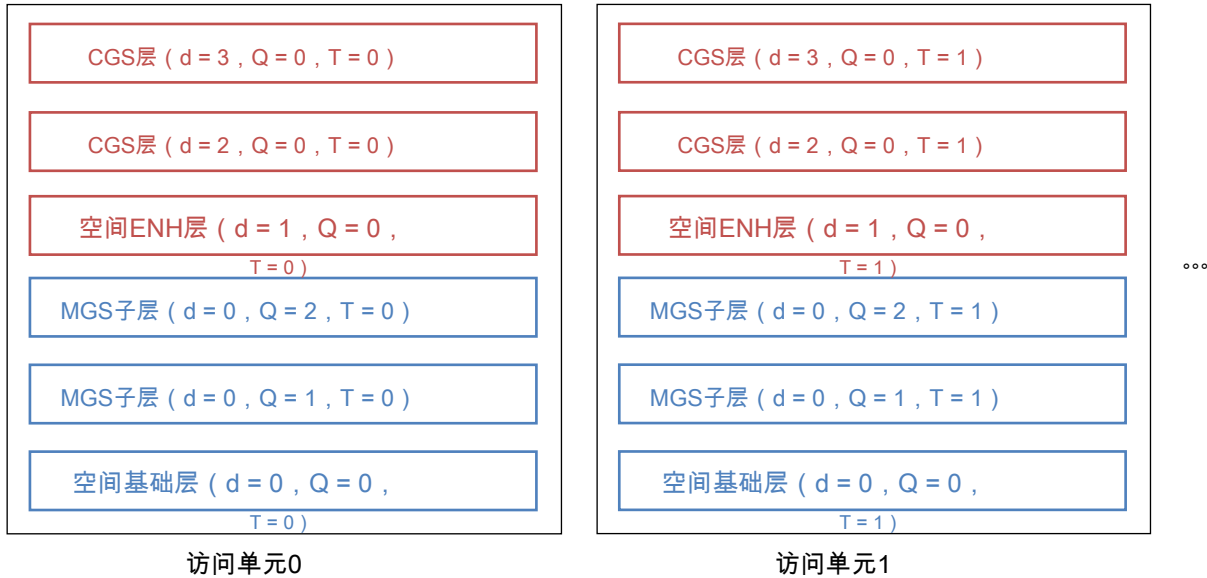 CGS层 ( d = 3 , Q = 0 , T = 0 )
CGS层 ( d = 2 , Q = 0 , T = 0 )
空间ENH层 ( d = 1 , Q = 0 ,
T = 0 )
MGS子层 ( d = 0 , Q = 2 , T = 0 )
MGS子层 ( d = 0 , Q = 1 , T = 0 )
空间基础层 ( d = 0 , Q = 0 ,
T = 0 )
访问单元0
CGS层 ( d = 3 , Q = 0 , T = 1 )
CGS层 ( d = 2 , Q = 0 , T = 1 )
空间ENH层 ( d = 1 , Q = 0 ,
T = 1 )
MGS子层 ( d = 0 , Q = 2 , T = 1 )
MGS子层 ( d = 0 , Q = 1 , T = 1 )
空间基础层 ( d = 0 , Q = 0 ,
T = 1 )
访问单元1
。。。